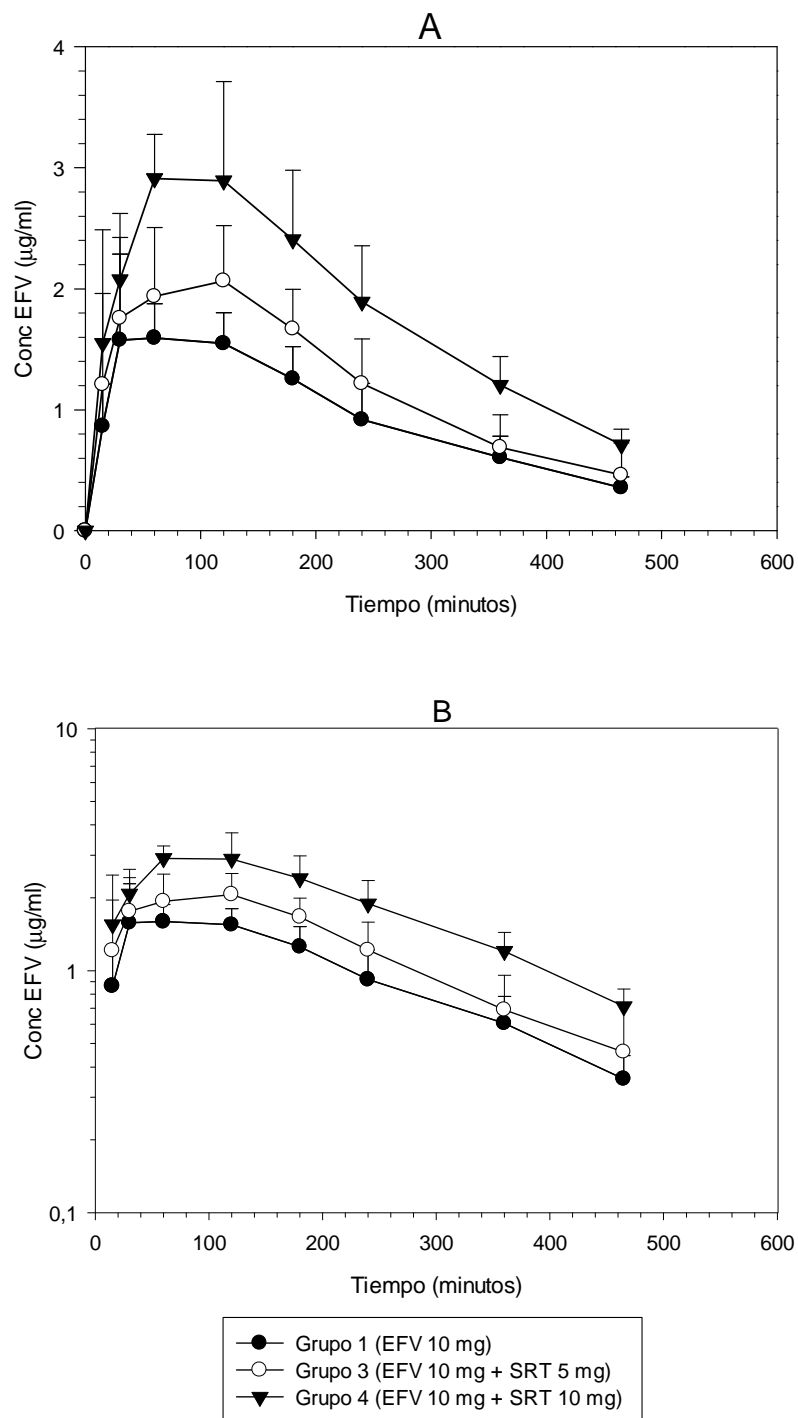 A
4
3
2
1
0
Conc EFV (µg/ml)
0 100 200 300 400 500 600
Tiempo (minutos)
B
10
1
0,1
Conc EFV (µg/ml)
0 100 200 300 400 500 600
Tiempo (minutos)
Grupo 1 (EFV 10 mg)
Grupo 3 (EFV 10 mg + SRT 5 mg)
Grupo 4 (EFV 10 mg + SRT 10 mg)